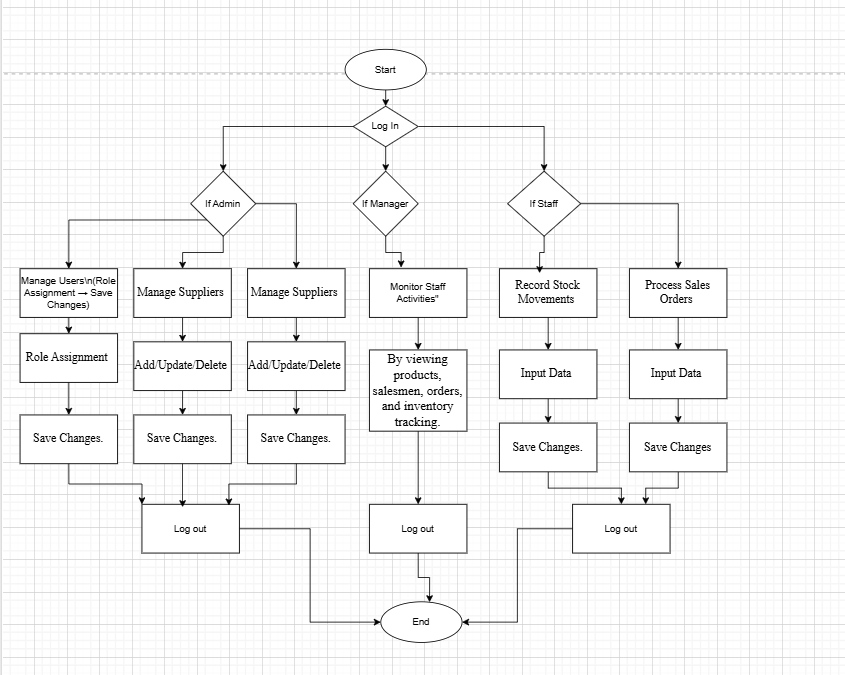 Start
Log In
If Admin
If Manager
If Staff
Manage Users\n(Role
Assignment → Save
Changes)
Manage Suppliers
Manage Suppliers
Monitor Staff
Activities"
Record Stock
Movements
Process Sales
Orders
Role Assignment
Add/Update/Delete
Add/Update/Delete
By viewing
products,
salesmen, orders,
and inventory
tracking.
Input Data
Input Data
Save Changes.
Save Changes.
Save Changes.
Save Changes.
Save Changes
Log out
Log out
Log out
End